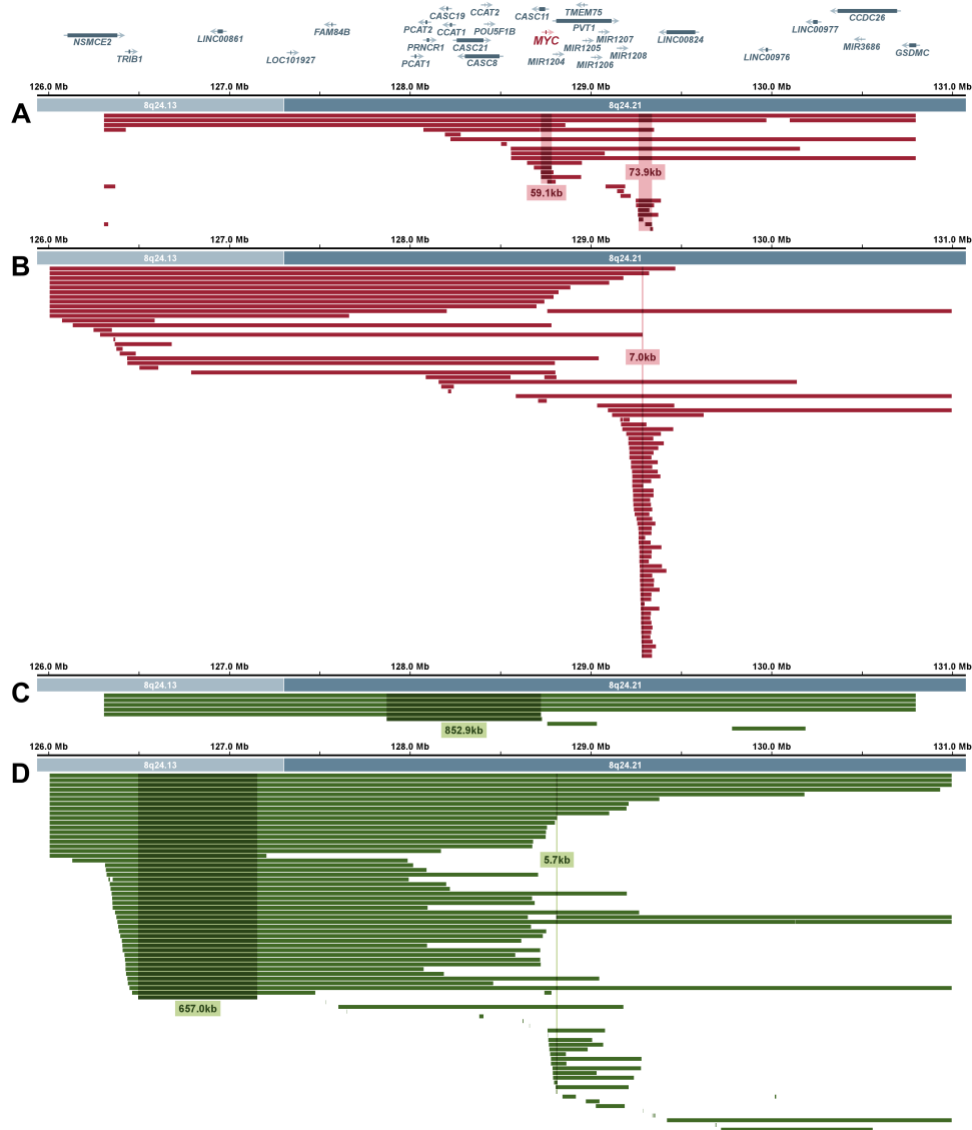 CASC19 CCAT2 CASC11 TMEM75 CCDC26
PCAT2 CCAT1 POU5F1B PVT1 LINC00977
NSMCE2 LINC00861 FAM84B PRNCR1 CASC21 MYC MIR1205 MIR1207 LINC00824 MIR3686
TRIB1 LOC101927 PCAT1 CASC8 MIR1204 MIR1206 MIR1208 LINC00976 GSDMC
126.0 Mb 127.0 Mb 128.0 Mb 129.0 Mb 130.0 Mb 131.0 Mb
A 8q24.13 8q24.21
73.9kb
59.1kb
126.0 Mb 127.0 Mb 128.0 Mb 129.0 Mb 130.0 Mb 131.0 Mb
B 8q24.13 8q24.21
7.0kb
126.0 Mb 127.0 Mb 128.0 Mb 129.0 Mb 130.0 Mb 131.0 Mb
C 8q24.13 8q24.21
852.9kb
126.0 Mb 127.0 Mb 128.0 Mb 129.0 Mb 130.0 Mb 131.0 Mb
D 8q24.13 8q24.21
5.7kb
657.0kb